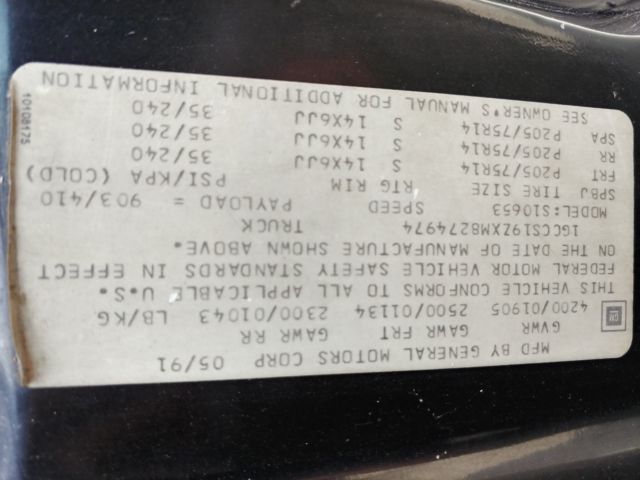 MFD BY GENERAL MOTORS CORP 05/91
GVWR GAWR FRT GAWR RR
4200/01905 2500/01134 2300/01043 LB/KG
GM
THIS VEHICLE CONFORMS TO ALL APPLICABLE U.S.
FEDERAL MOTOR VEHICLE SAFETY STANDARDS IN EFFECT
ON THE DATE OF MANUFACTURE SHOWN ABOVE.
1GCCS19ZXM8274974 TRUCK
MODEL:S10653 PAYLOAD = 903/410
SPBJ TIRE SIZE SPEED RTG RIM PSI/KPA (COLD)
FRT P205/75R14 S 14X6JJ 35/240
RR P205/75R14 S 14X6JJ 35/240
SPA P205/75R14 S 14X6JJ 35/240
SEE OWNER'S MANUAL FOR ADDITIONAL INFORMATION
10108175